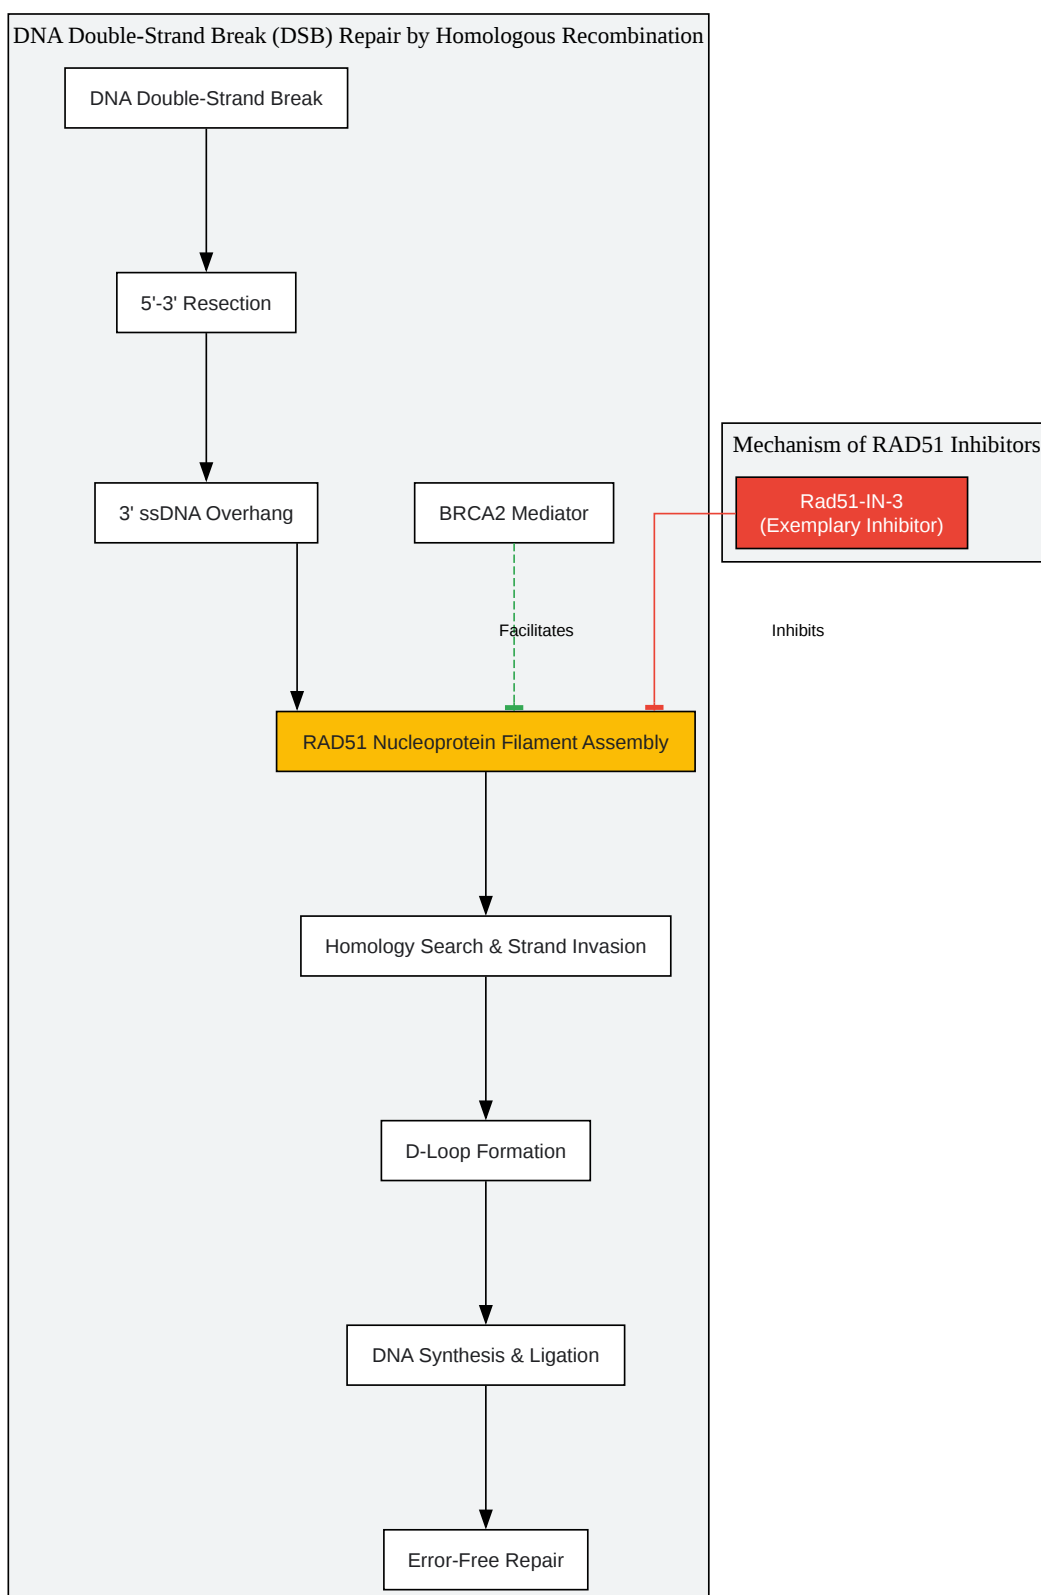 DNA Double-Strand Break (DSB) Repair by Homologous Recombination
DNA Double-Strand Break
5'-3' Resection
3' ssDNA Overhang
BRCA2 Mediator
Mechanism of RAD51 Inhibitors
Rad51-IN-3
(Exemplary Inhibitor)
Facilitates
Inhibits
RAD51 Nucleoprotein Filament Assembly
Homology Search & Strand Invasion
D-Loop Formation
DNA Synthesis & Ligation
Error-Free Repair